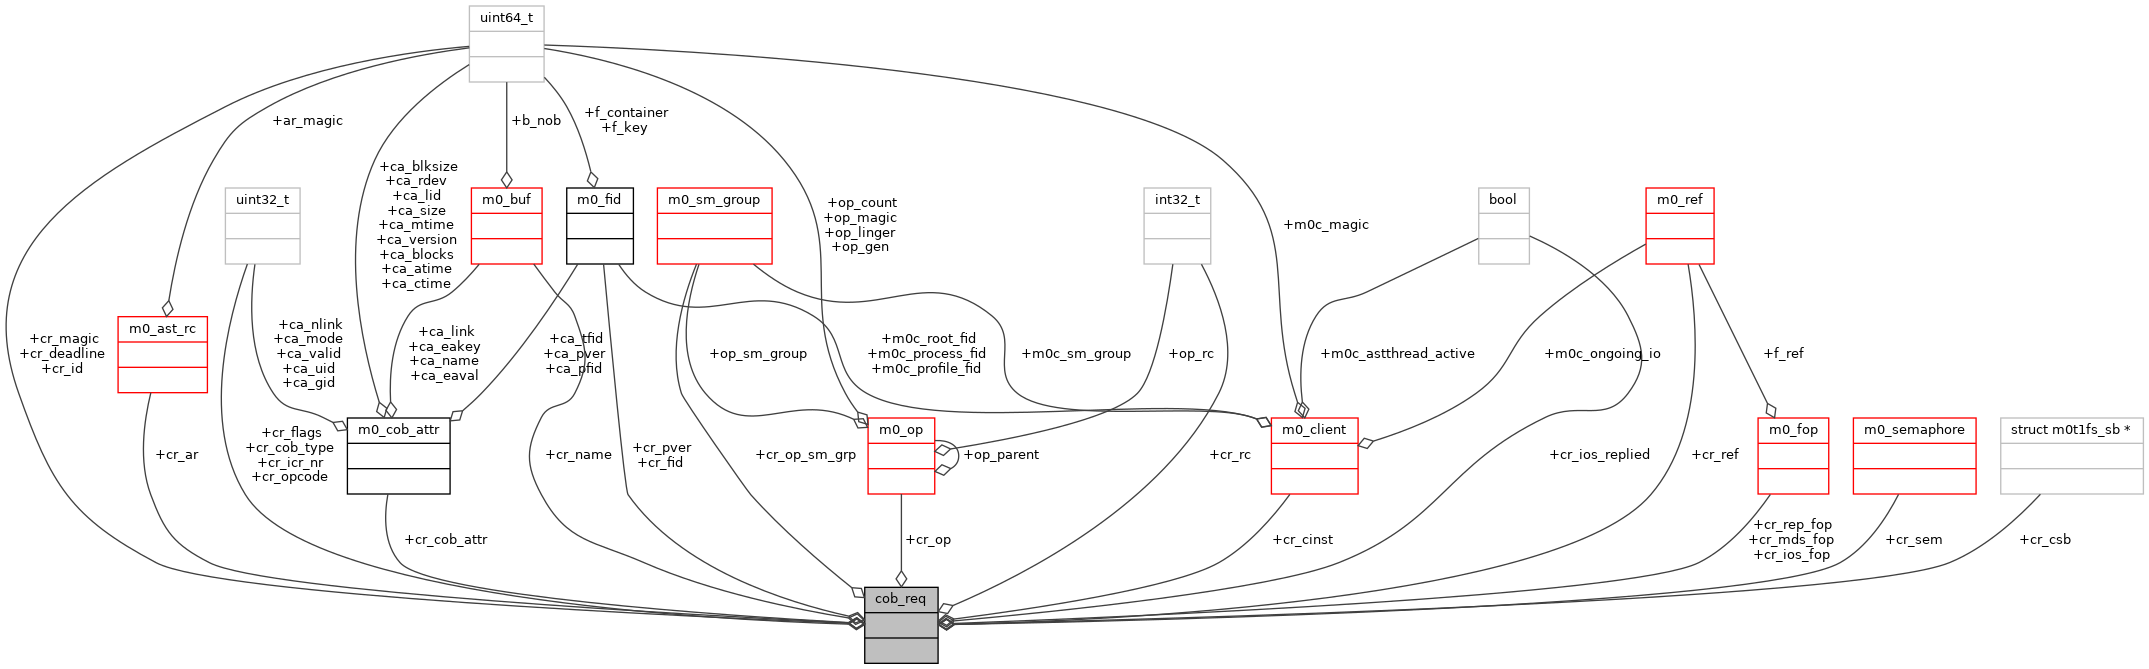 uint64_t
+ar_magic
+b_nob
+f_container
+f_key
+ca_blksize
+ca_rdev
+ca_lid
+ca_size
+ca_mtime
+ca_version
+ca_blocks
+ca_atime
+ca_ctime
uint32_t
m0_buf
m0_fid
m0_sm_group
+op_count
+op_magic
+op_linger
+op_gen
int32_t
+m0c_magic
bool
m0_ref
+cr_magic
+cr_deadline
+cr_id
m0_ast_rc
+ca_nlink
+ca_mode
+ca_valid
+ca_uid
+ca_gid
+ca_link
+ca_eakey
+ca_name
+ca_eaval
+ca_tfid
+ca_pver
+ca_pfid
+op_sm_group
+m0c_root_fid
+m0c_process_fid
+m0c_profile_fid
+m0c_sm_group
+op_rc
+m0c_astthread_active
+m0c_ongoing_io
+f_ref
+cr_ar
+cr_flags
+cr_cob_type
+cr_icr_nr
+cr_opcode
m0_cob_attr
+cr_name
+cr_pver
+cr_fid
+cr_op_sm_grp
m0_op
+op_parent
+cr_rc
m0_client
+cr_ios_replied
+cr_ref
m0_fop
m0_semaphore
struct m0t1fs_sb *
+cr_cob_attr
+cr_op
+cr_cinst
+cr_rep_fop
+cr_mds_fop
+cr_ios_fop
+cr_sem
+cr_csb
cob_req